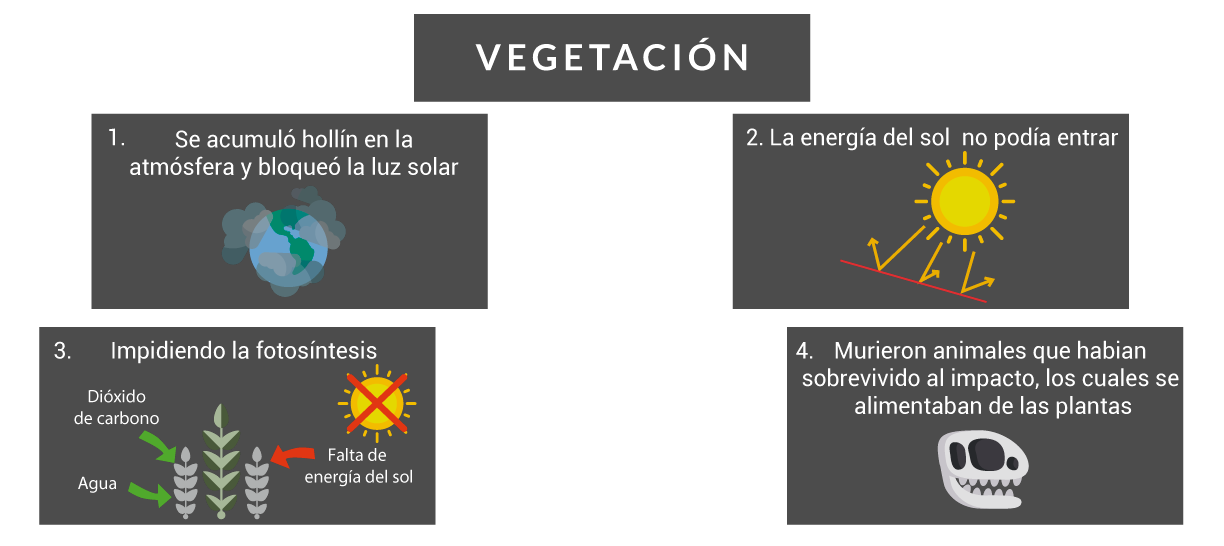 VEGETACIÓN
1. Se acumuló hollín en la
atmósfera y bloqueó la luz solar
2. La energía del sol no podía entrar
3. Impidiendo la fotosíntesis
Dióxido
de carbono
Agua
Falta de
energía del sol
4. Murieron animales que habian
sobrevivido al impacto, los cuales se
alimentaban de las plantas